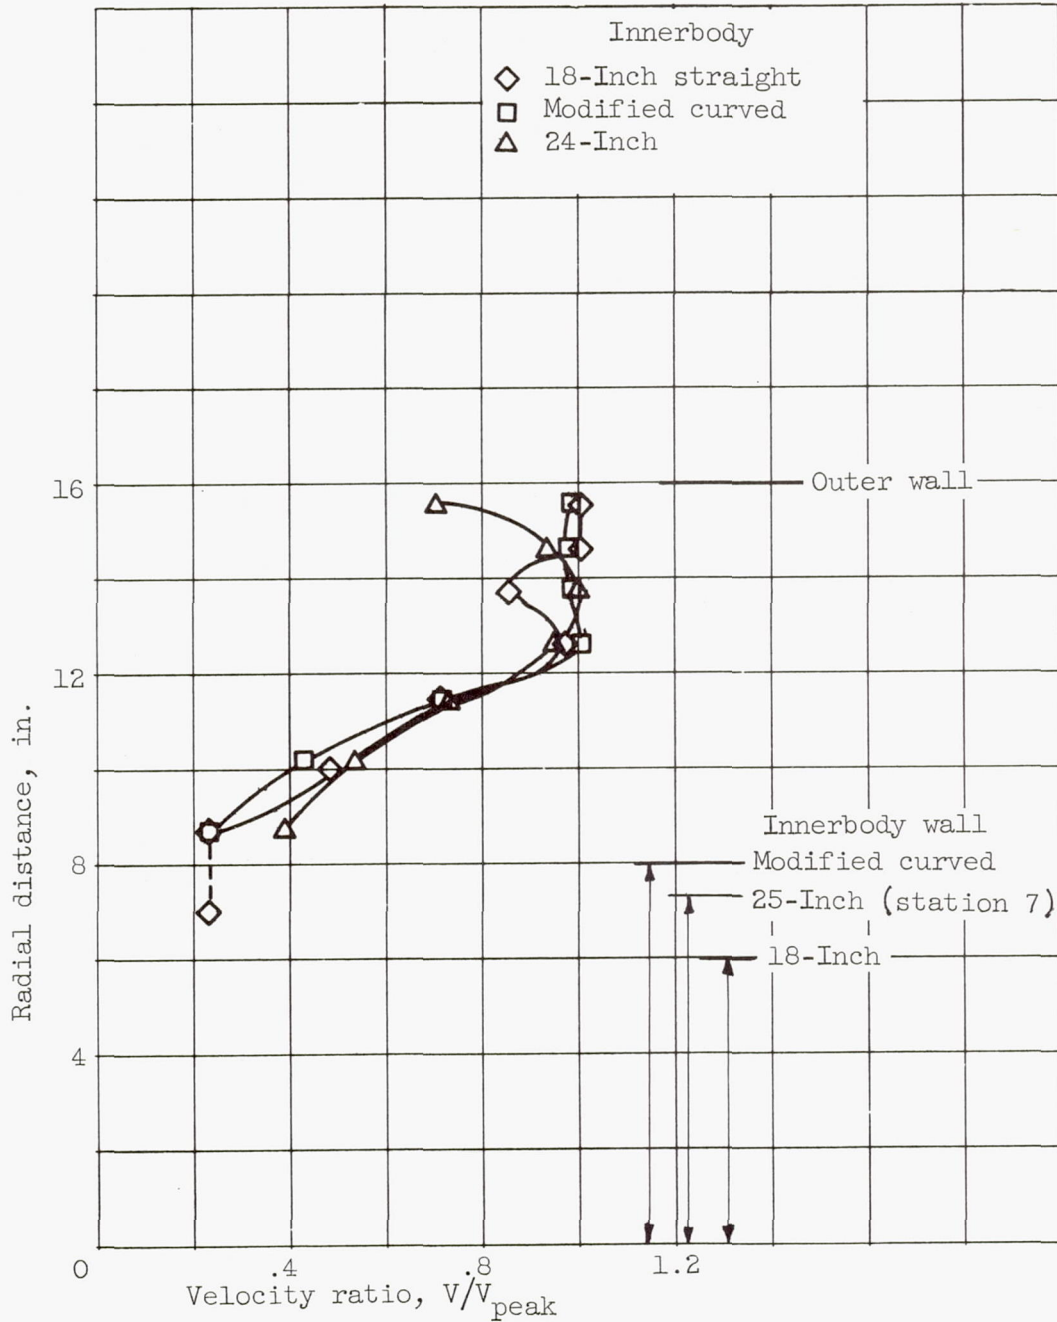 Innerbody
18-Inch straight
Modified curved
24-Inch
16
Outer wall
12
Radial distance, in.
Innerbody wall
8
Modified curved
25-Inch (station 7)
18-Inch
4
0
.4
.8
1.2
Velocity ratio, V/Vpeak